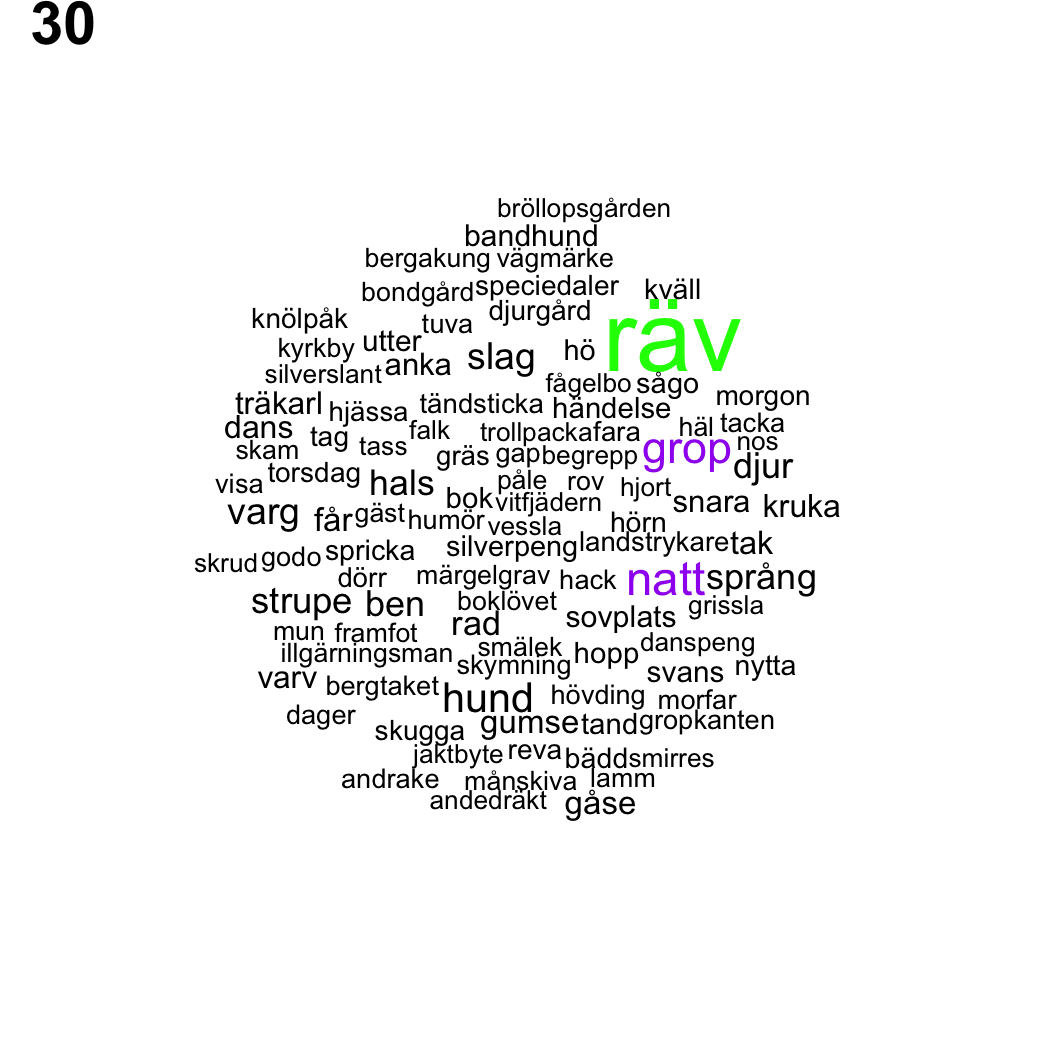 30
bröllopsgården
bandhund
bergakung vägmärke
bondgård speciedaler kväll
knölpåk tuva djurgård räv
kyrkby utter slag hö
silverslant anka fågelbo sågo morgon
träkarl hjässa tändsticka händelse
dans tag tass falk trollpacka fara häl tacka
skam gräs gap begrepp grop nos
visa torsdag hals påle rov hjort djur
bok vitfjädern snara kruka
varg får gäst humör vessla hörn
skrud godo spricka silverpeng landstrykare tak
dörr märgelgrav hack natt språng
strupe ben boklövet sovplats grissla
mun framfot rad smälek danspeng
illgärningsman skymning hopp svans nytta
varv bergtaket hund hövding morfar
dager skugga gumse tand gropkanten
jaktbyte reva bädd smirres
andrake månskiva lamm
andedräkt gåse